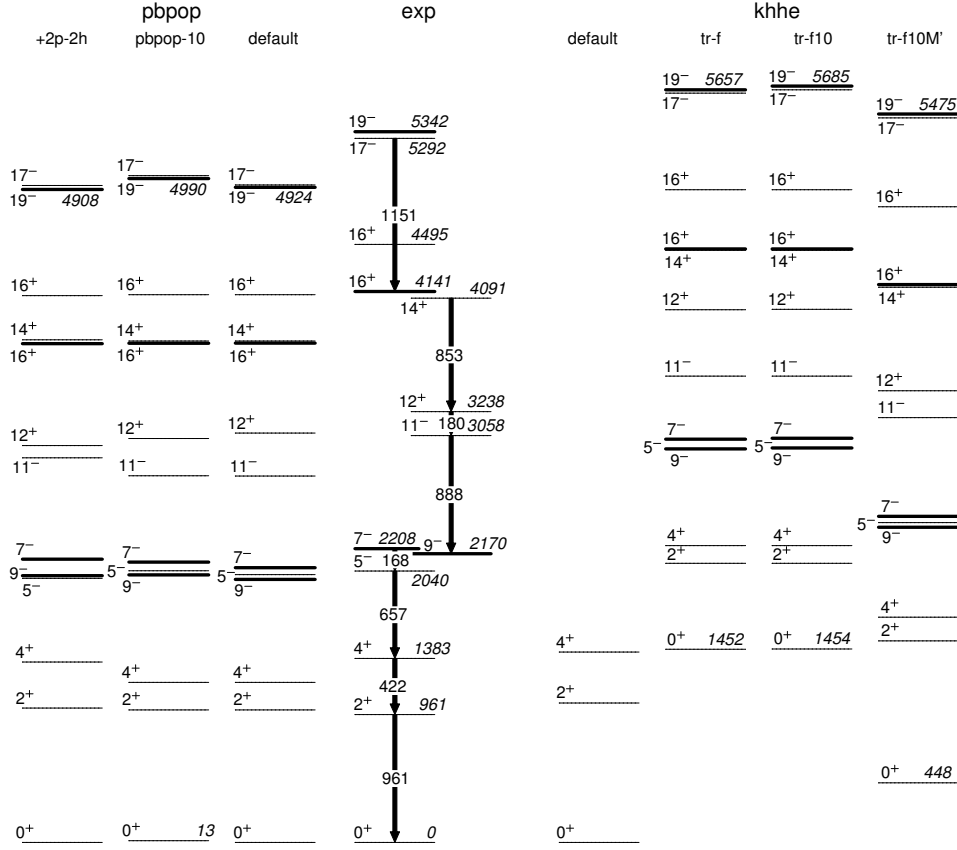 pbpop exp khhe
+2p-2h pbpop-10 default default tr-f tr-f10 tr-f10M'
19⁻ 5657 19⁻ 5685
17⁻ 17⁻
19⁻ 5475
19⁻ 5342 17⁻
17⁻ 5292
17⁻ 17⁻ 17⁻
19⁻ 4908 19⁻ 4990 19⁻ 4924
16⁺ 16⁺ 16⁺
1151
16⁺ 4495 16⁺ 16⁺
14⁺ 14⁺
16⁺ 16⁺ 16⁺ 16⁺ 4141 4091 16⁺
14⁺ 12⁺ 12⁺ 14⁺
14⁺ 14⁺ 14⁺
16⁺ 16⁺ 16⁺ 853
11⁻ 11⁻
12⁺
12⁺ 3238
12⁺ 12⁺ 12⁺ 11⁻ 180 3058 7⁻ 7⁻ 11⁻
5⁻ 5⁻
11⁻ 11⁻ 11⁻ 9⁻ 9⁻
888
7⁻
5⁻
7⁻ 7⁻ 7⁻ 7⁻ 2208 9⁻ 2170 4⁺ 4⁺ 9⁻
9⁻ 5⁻ 5⁻ 5⁻ 168 2⁺ 2⁺
5⁻ 9⁻ 9⁻ 2040
657 4⁺
4⁺ 4⁺ 1383 4⁺ 0⁺ 1452 0⁺ 1454 2⁺
4⁺ 4⁺ 422
2⁺ 2⁺ 2⁺ 2⁺ 961 2⁺
961 0⁺ 448
0⁺ 0⁺ 13 0⁺ 0⁺ 0 0⁺